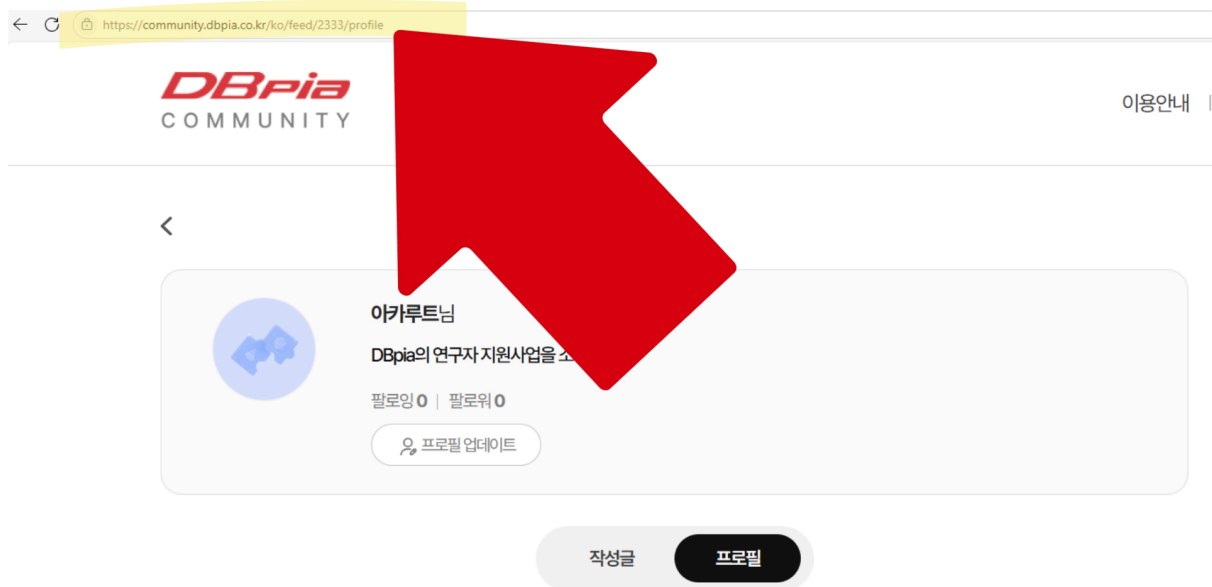 https://community.dbpia.co.kr/ko/feed/2333/profile
DBpia
COMMUNITY
이용안내
아카루트님
DBpia의 연구자 지원사업을
팔로잉 0 | 팔로워 0
프로필 업데이트
작성글
프로필